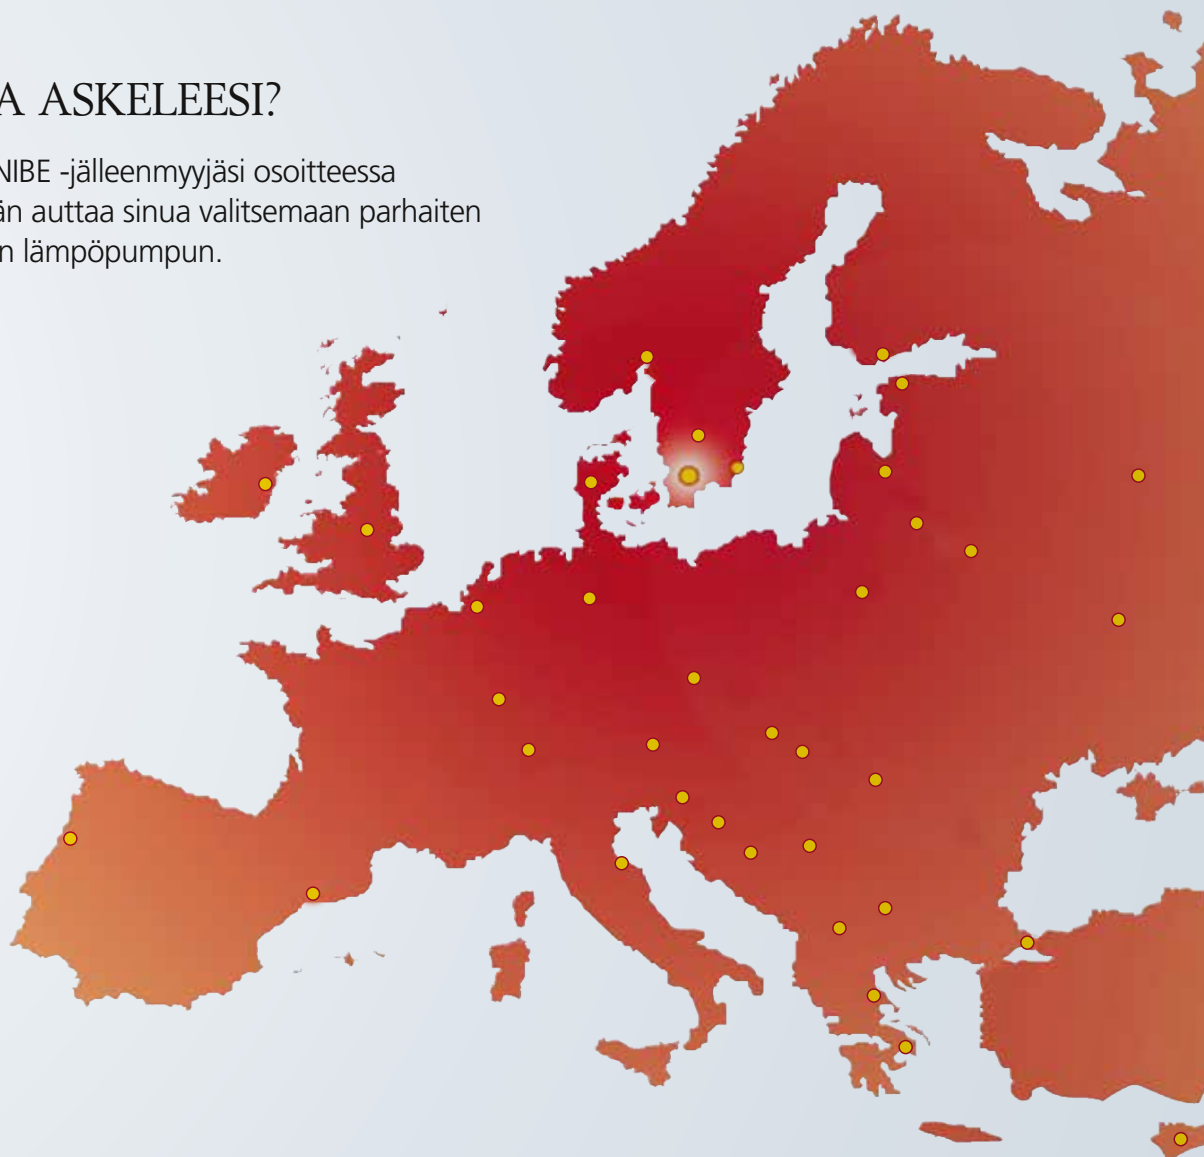 A ASKELEESI?
NIBE -jälleenmyyjäsi osoitteessa
än auttaa sinua valitsemaan parhaiten
n lämpöpumpun.